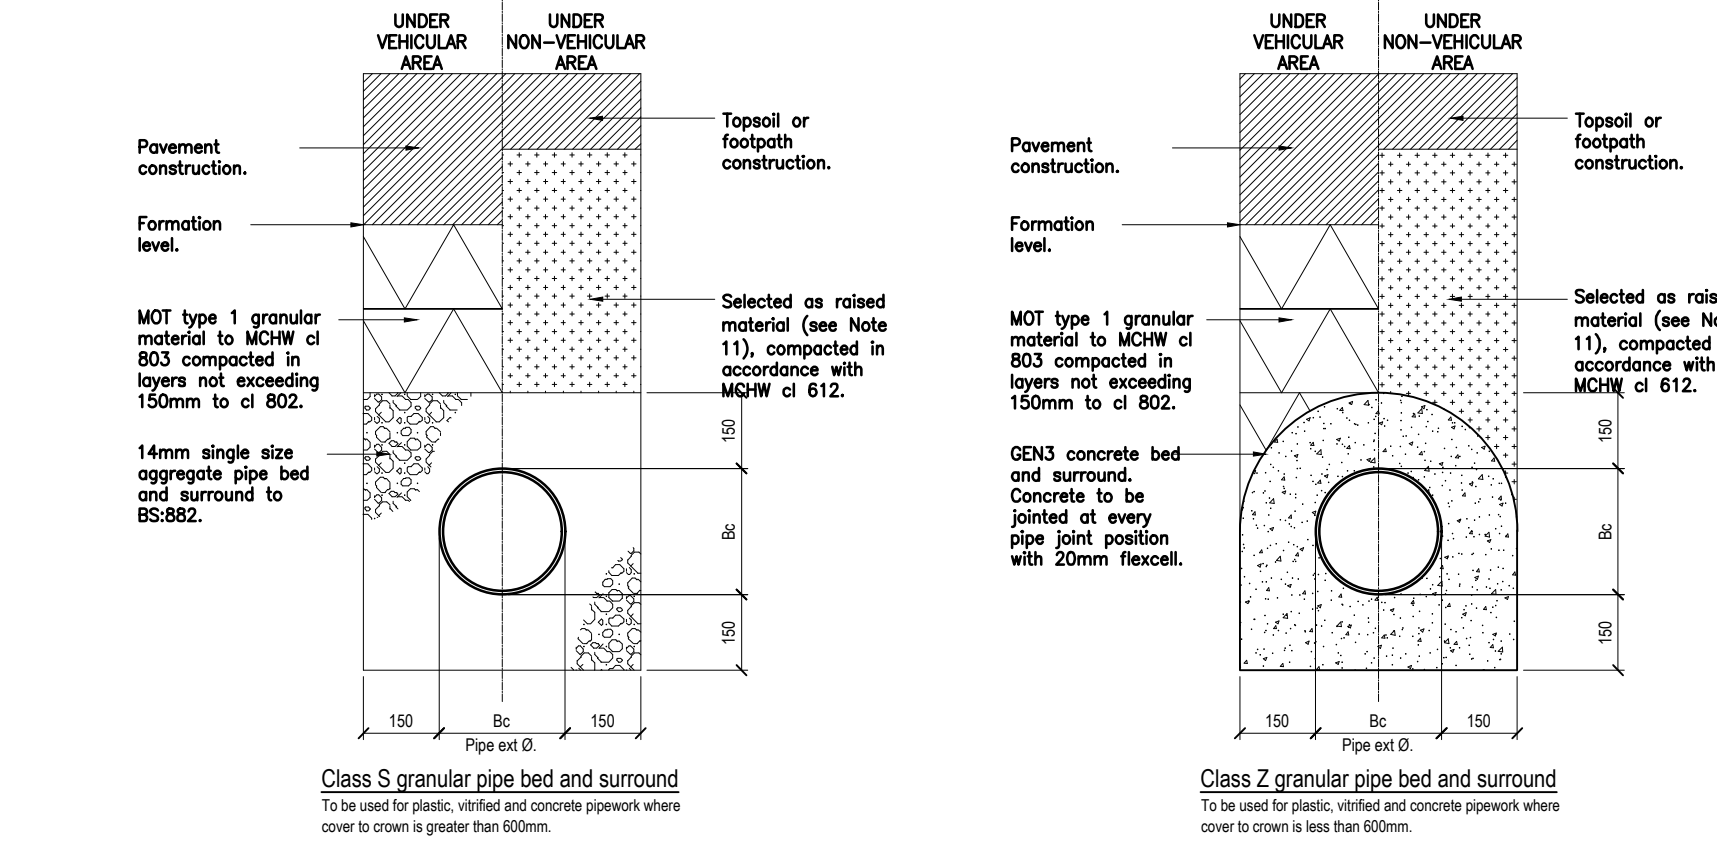 UNDER
VEHICULAR
AREA
UNDER
NON-VEHICULAR
AREA
Pavement
construction.
Topsoil or
footpath
construction.
Formation
level.
MOT type 1 granular
material to MCHW cl
803 compacted in
layers not exceeding
150mm to cl 802.
Selected as raised
material (see Note
11), compacted in
accordance with
MCHW cl 612.
14mm single size
aggregate pipe bed
and surround to
BS:882.
150
Bc
150
150
Bc
150
Pipe ext Ø.
Class S granular pipe bed and surround
To be used for plastic, vitrified and concrete pipework where
cover to crown is greater than 600mm.
UNDER
VEHICULAR
AREA
UNDER
NON-VEHICULAR
AREA
Pavement
construction.
Topsoil or
footpath
construction.
Formation
level.
MOT type 1 granular
material to MCHW cl
803 compacted in
layers not exceeding
150mm to cl 802.
Selected as rais
material (see No
11), compacted
accordance with
MCHW cl 612.
GEN3 concrete bed
and surround.
Concrete to be
jointed at every
pipe joint position
with 20mm flexcell.
150
Bc
150
150
Bc
150
Pipe ext Ø.
Class Z granular pipe bed and surround
To be used for plastic, vitrified and concrete pipework where
cover to crown is less than 600mm.